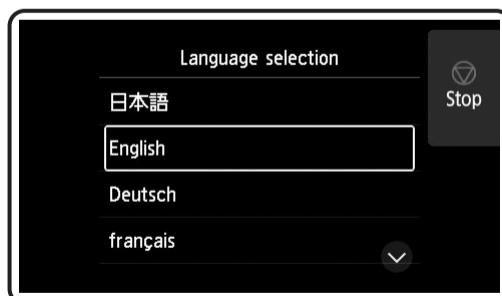 Language selection
Stop
日本語
English
Deutsch
français